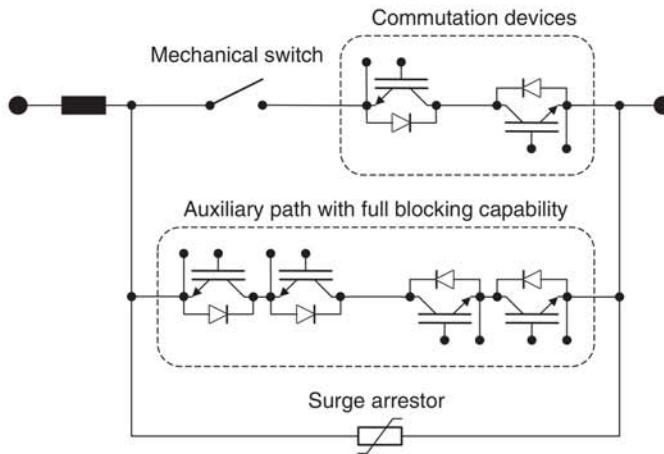 Commutation devices
Mechanical switch
Auxiliary path with full blocking capability
Surge arrestor